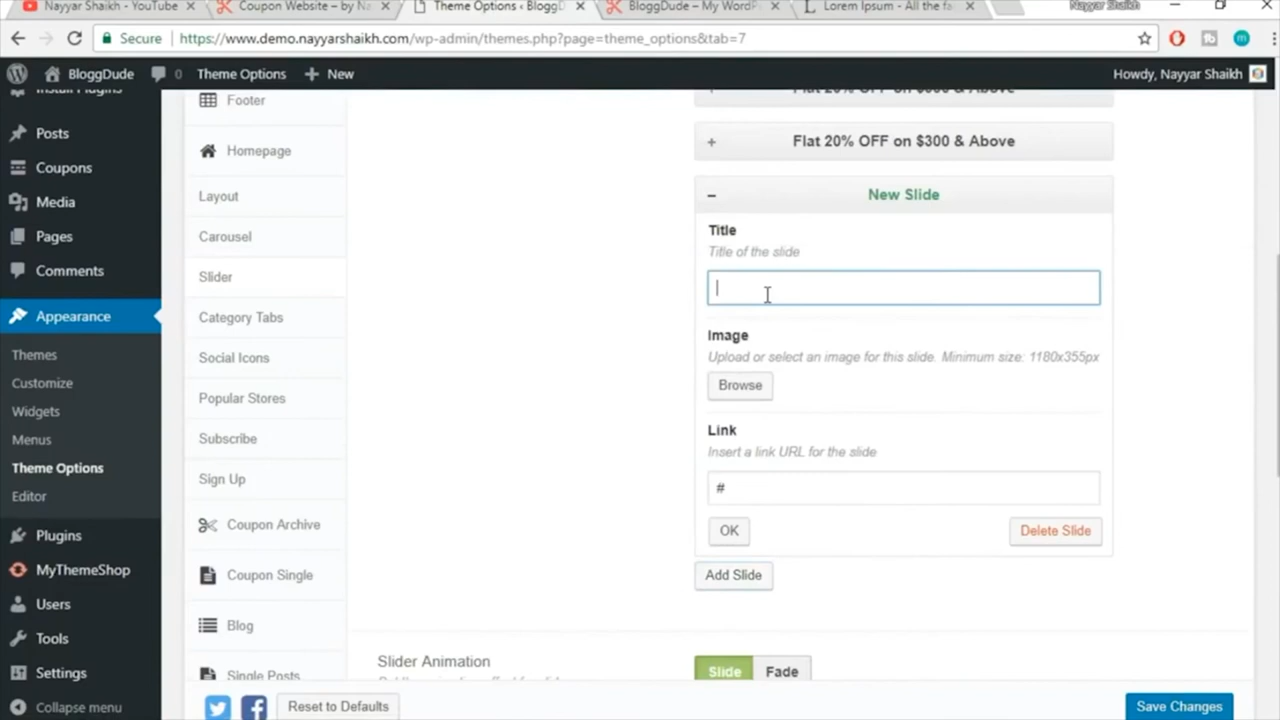 Nayyar Shaikh - YouTube
Coupon Website – by Na
Theme Options ‹ BloggD
BloggDude – My WordP
Lorem Ipsum - All the fa
Nayyar Shaikh
Secure
https://www.demo.nayyarshaikh.com/wp-admin/themes.php?page=theme_options&tab=7
BloggDude
0
Theme Options
+ New
Howdy, Nayyar Shaikh
Install Plugins
Posts
Coupons
Media
Pages
Comments
Appearance
Themes
Customize
Widgets
Menus
Theme Options
Editor
Plugins
MyThemeShop
Users
Tools
Settings
Collapse menu
Footer
Homepage
Layout
Carousel
Slider
Category Tabs
Social Icons
Popular Stores
Subscribe
Sign Up
Coupon Archive
Coupon Single
Blog
Single Posts
Flat 20% OFF on $300 & Above
+ Flat 20% OFF on $300 & Above
– New Slide
Title
Title of the slide
Image
Upload or select an image for this slide. Minimum size: 1180x355px
Browse
Link
Insert a link URL for the slide
#
OK
Delete Slide
Add Slide
Slider Animation
Slide
Fade
Reset to Defaults
Save Changes